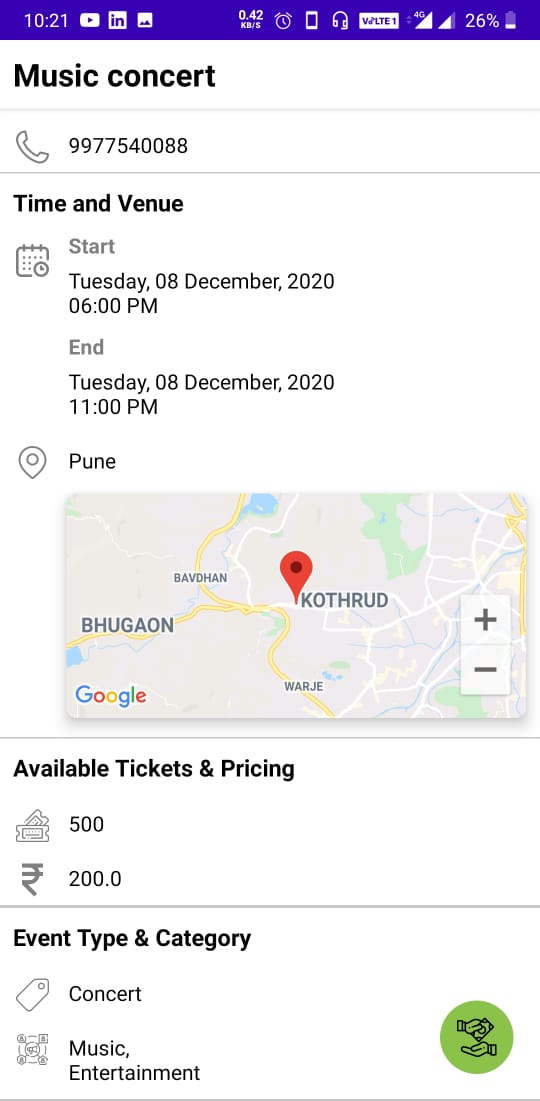 10:21 0.42 KB/S VoLTE 1 4G 26%
Music concert
9977540088
Time and Venue
Start
Tuesday, 08 December, 2020
06:00 PM
End
Tuesday, 08 December, 2020
11:00 PM
Pune
BAVDHAN
KOTHRUD
BHUGAON
+
WARJE
−
Google
Available Tickets & Pricing
500
₹ 200.0
Event Type & Category
Concert
Music,
Entertainment